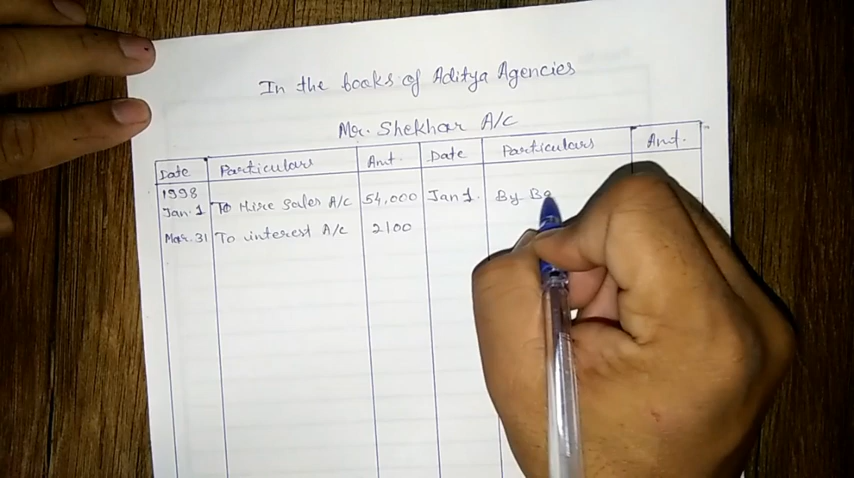 In the books of Aditya Agencies
Mr. Shekhar A/C
Date Particulars Amt. Date Particulars Amt.
1998
Jan. 1 To Hire Sales A/C 54,000 Jan 1. By Ba
Mar. 31 To interest A/C 2100